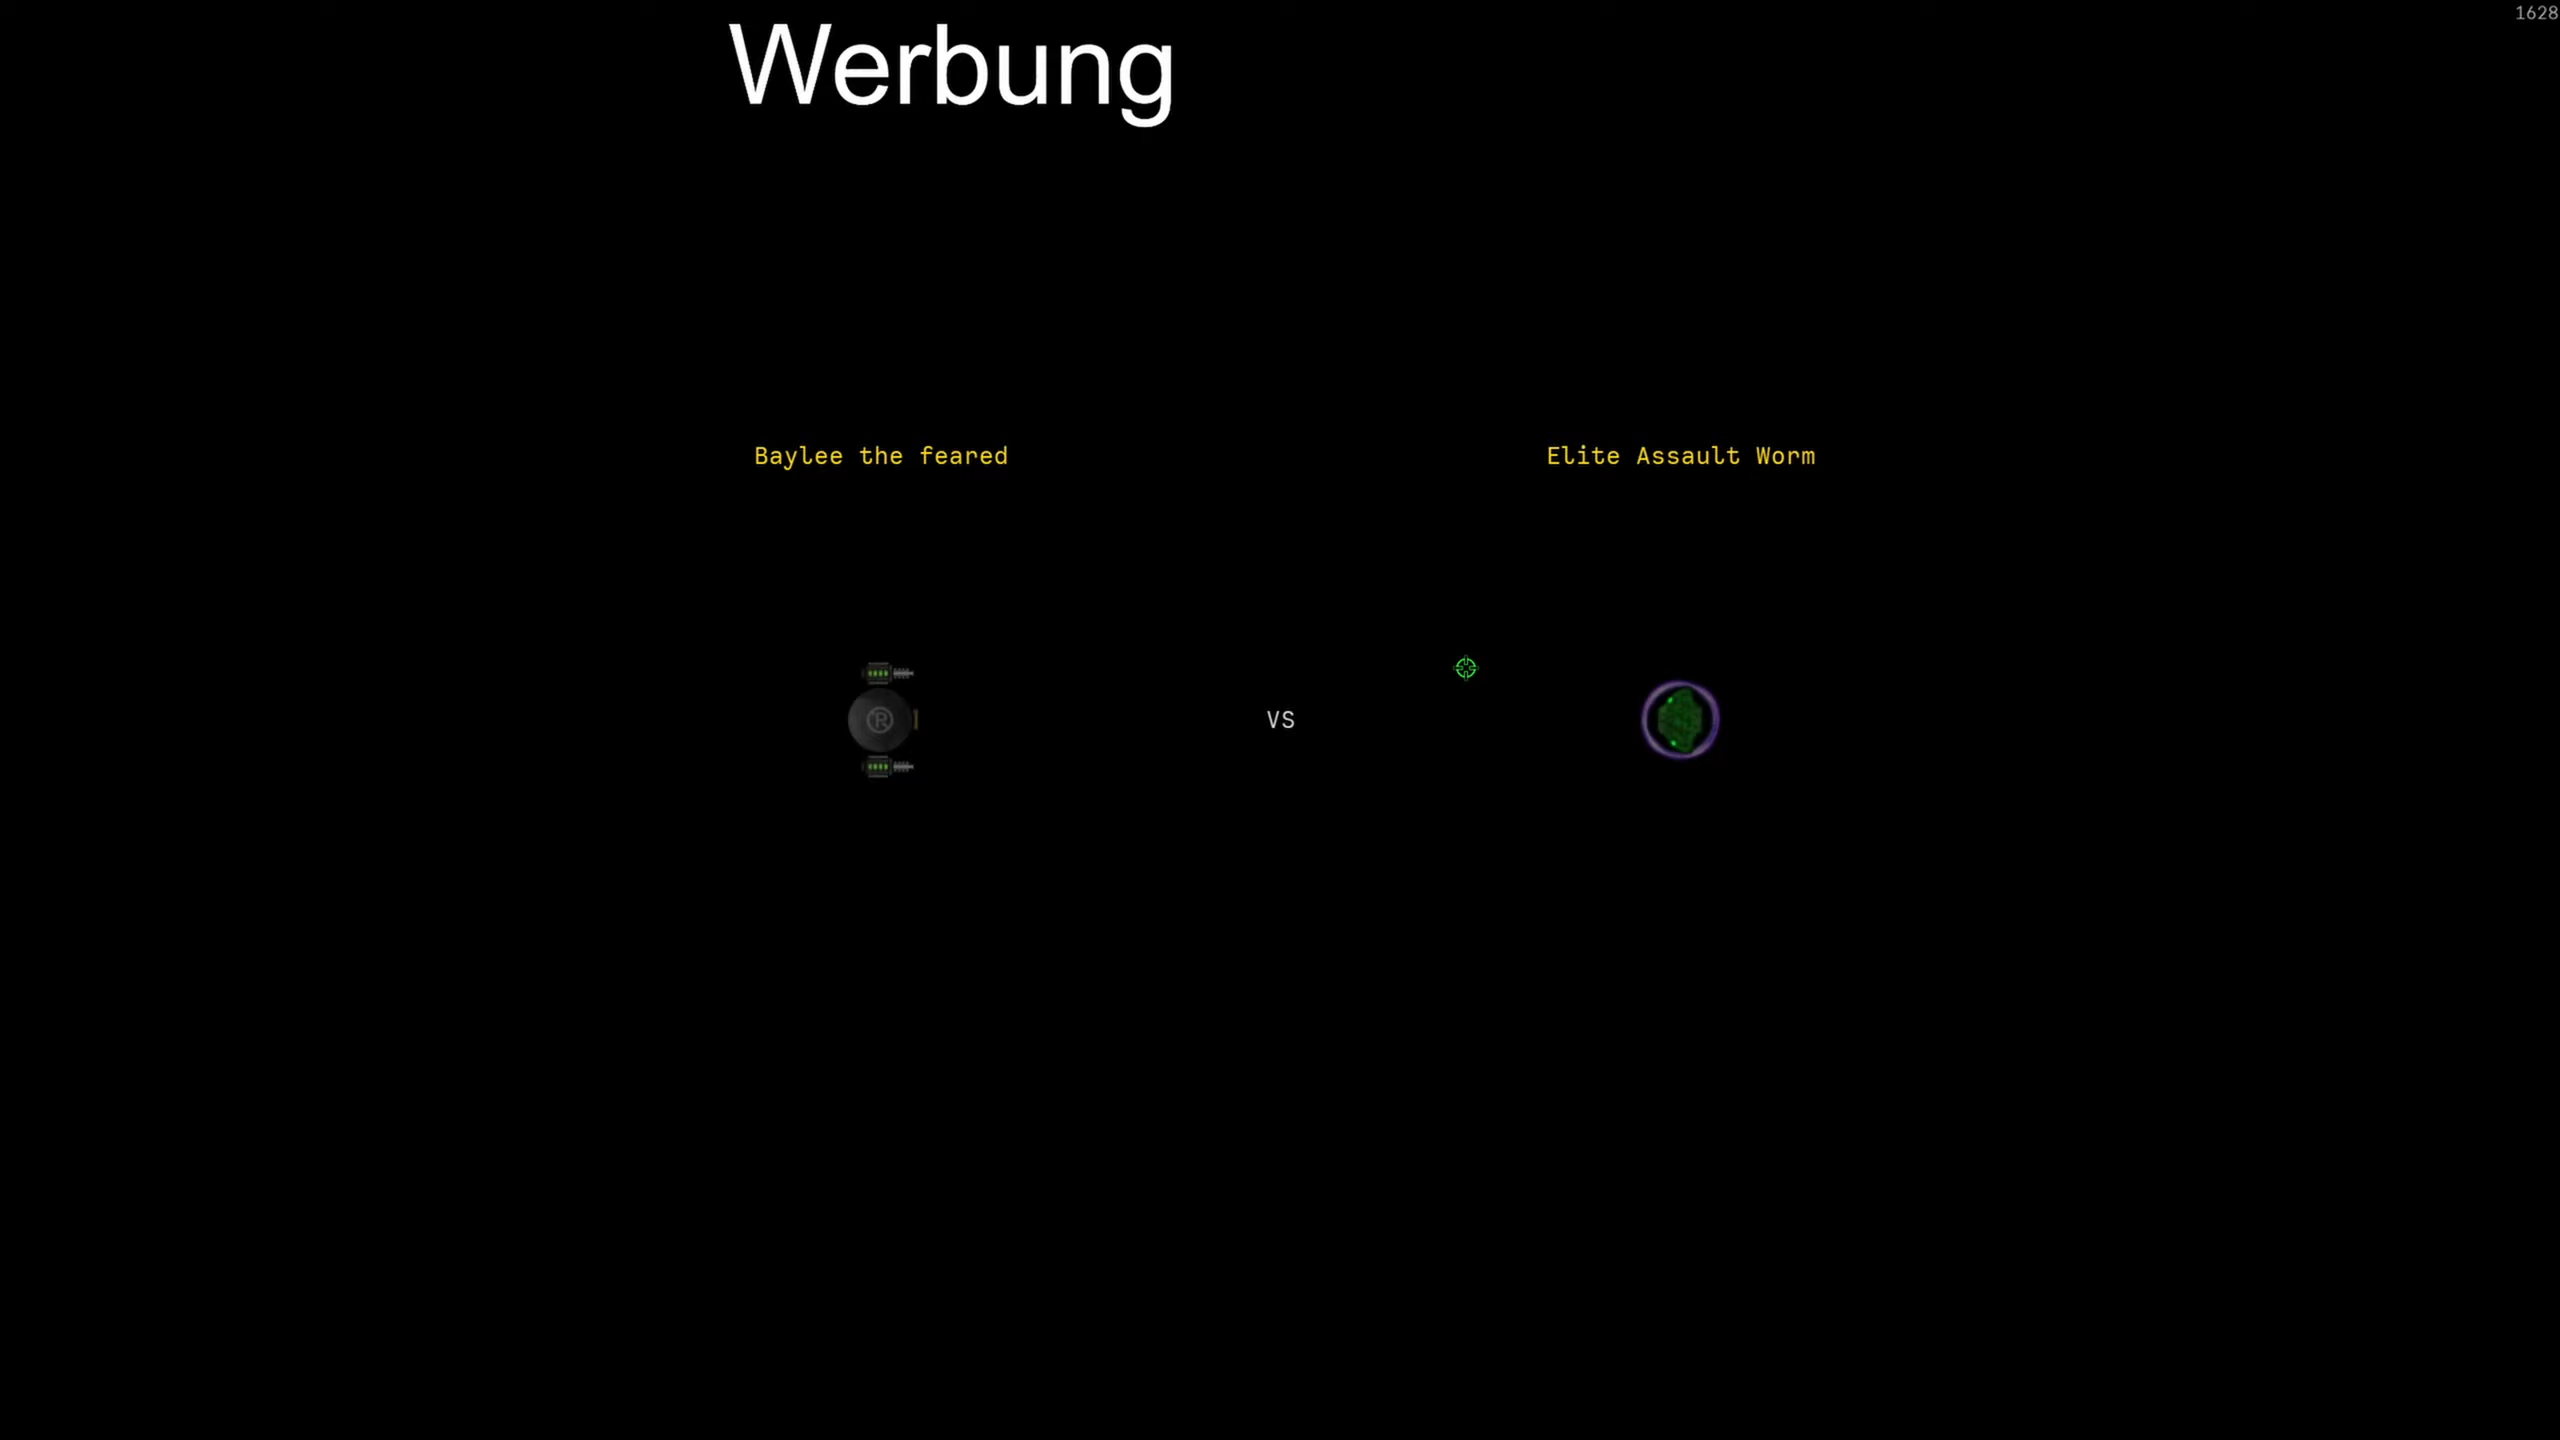 1628
Werbung
Baylee the feared
Elite Assault Worm
VS
R